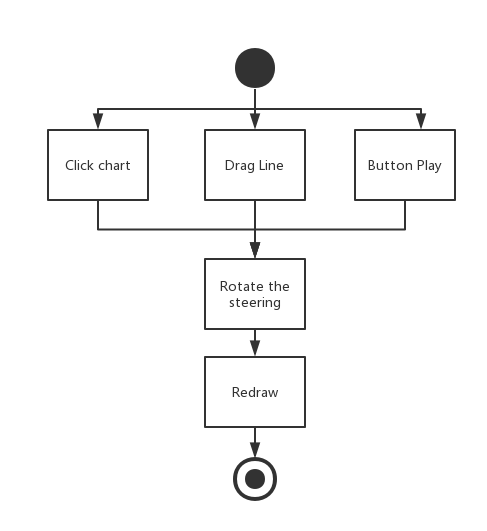 Click chart
Drag Line
Button Play
Rotate the
steering
Redraw